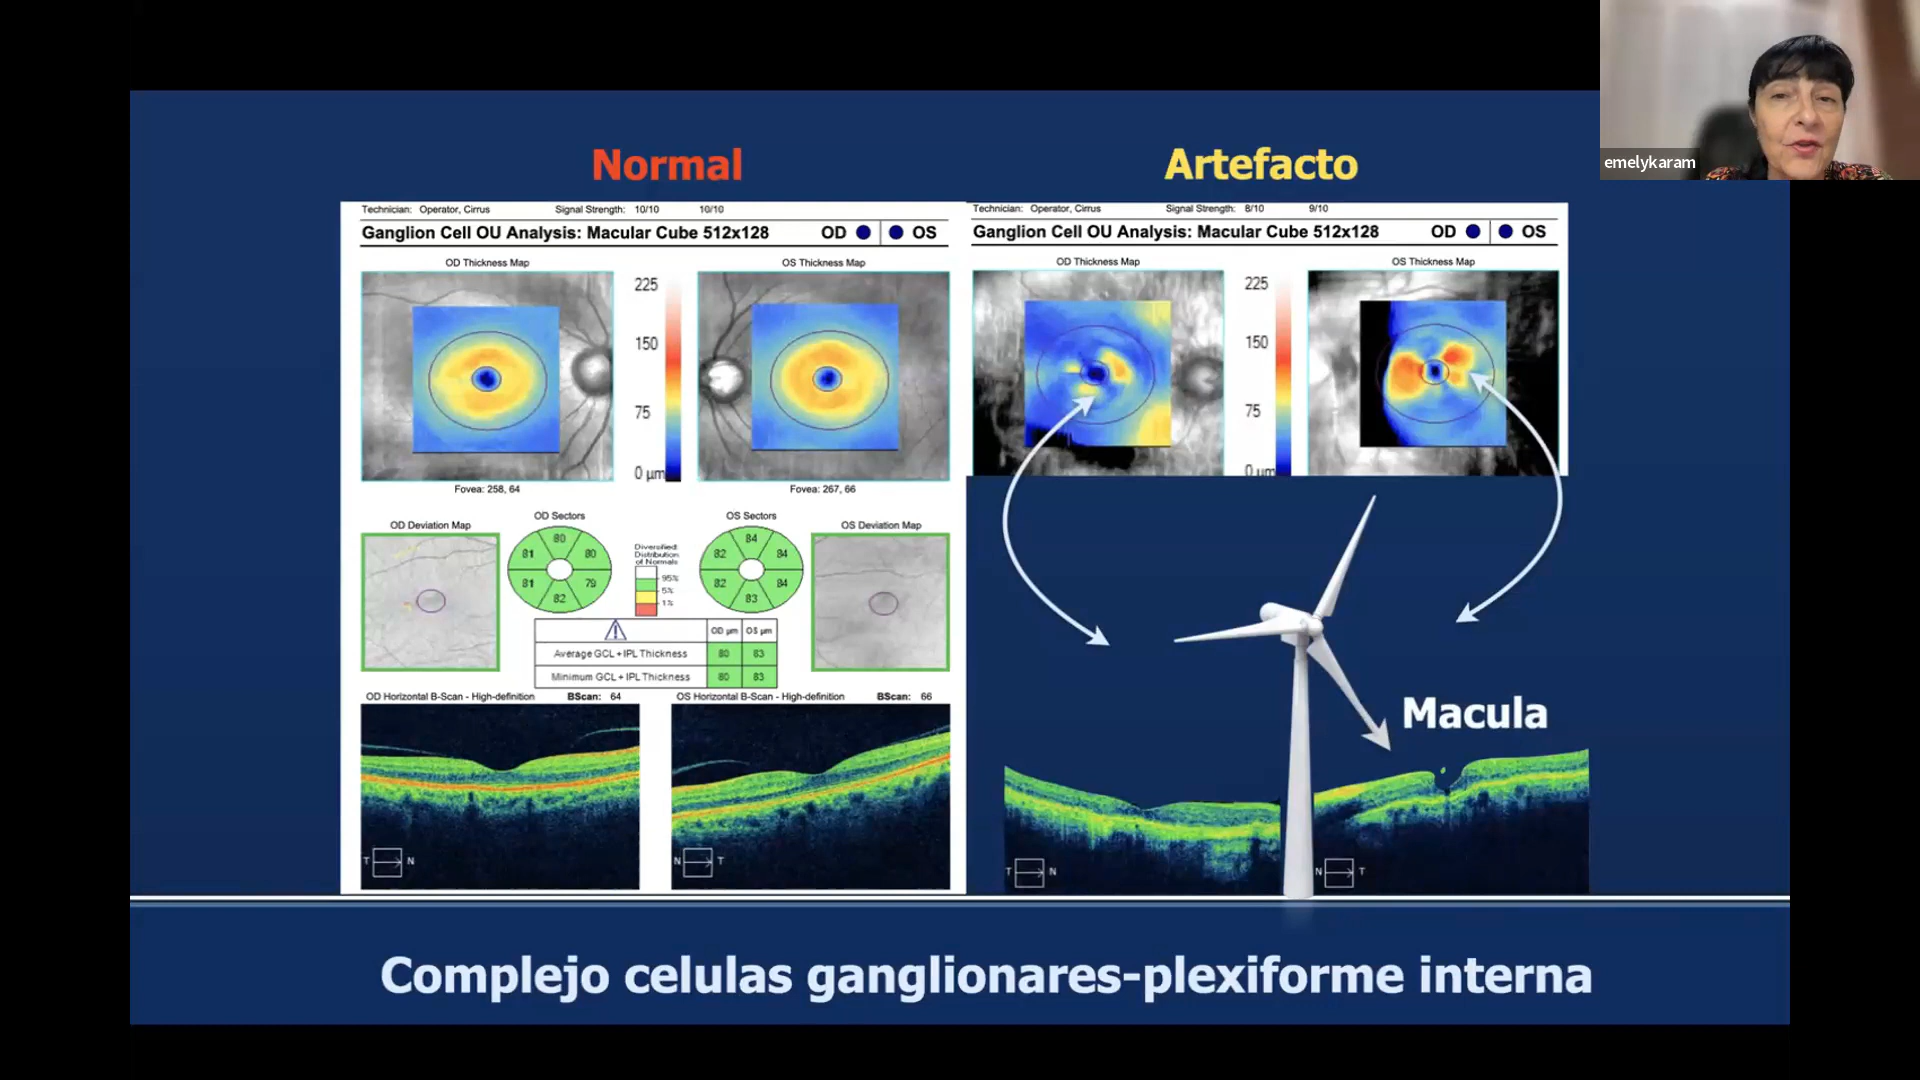 emelykaram
Normal
Artefacto
Technician: Operator, Cirrus Signal Strength: 10/10 10/10
Ganglion Cell OU Analysis: Macular Cube 512x128 OD OS
OD Thickness Map OS Thickness Map
225
150
75
0 µm
Fovea: 258, 64 Fovea: 267, 66
OD Deviation Map OD Sectors OS Sectors OS Deviation Map
80
81 80
81 79
82
Diversified:
Distribution
of Normals
95%
5%
1%
84
82 84
82 84
83
OD µm OS µm
Average GCL + IPL Thickness 80 83
Minimum GCL + IPL Thickness 80 83
OD Horizontal B-Scan - High-definition BScan: 64 OS Horizontal B-Scan - High-definition BScan: 66
T N
N T
Technician: Operator, Cirrus Signal Strength: 8/10 9/10
Ganglion Cell OU Analysis: Macular Cube 512x128 OD OS
OD Thickness Map OS Thickness Map
225
150
75
0 µm
Macula
T N
N T
Complejo celulas ganglionares-plexiforme interna